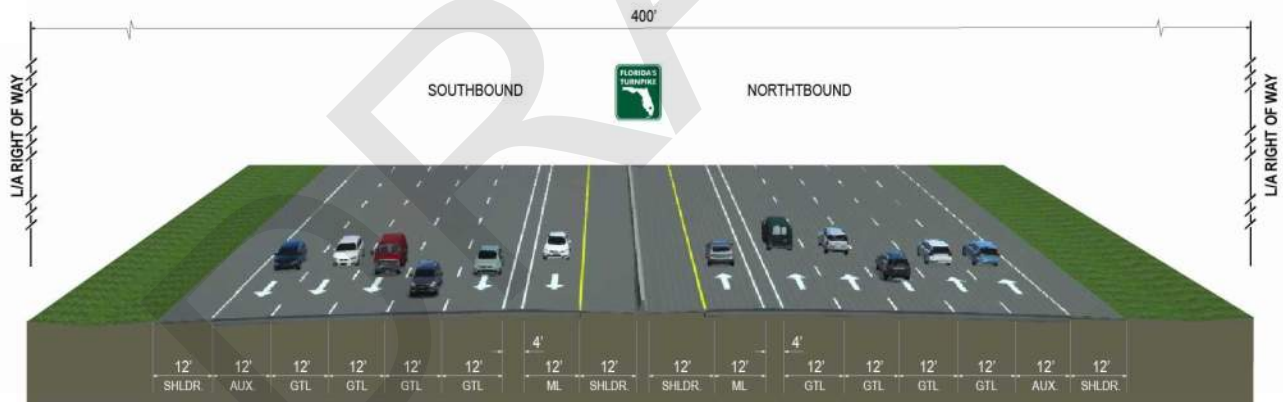 400'
L/A RIGHT OF WAY
SOUTHBOUND
FLORIDA'S
TURNPIKE
NORTHTBOUND
L/A RIGHT OF WAY
DRA
4' 4'
12' 12' 12' 12' 12' 12' 12' 12' 12' 12' 12' 12' 12' 12' 12' 12'
SHLDR. AUX. GTL GTL GTL GTL ML SHLDR. SHLDR. ML GTL GTL GTL GTL AUX. SHLDR.